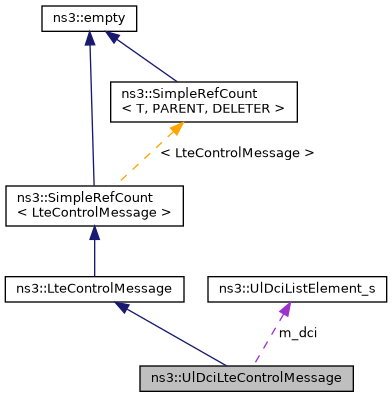 ns3::empty
ns3::SimpleRefCount
< T, PARENT, DELETER >
< LteControlMessage >
ns3::SimpleRefCount
< LteControlMessage >
ns3::LteControlMessage
ns3::UlDciListElement_s
m_dci
ns3::UlDciLteControlMessage